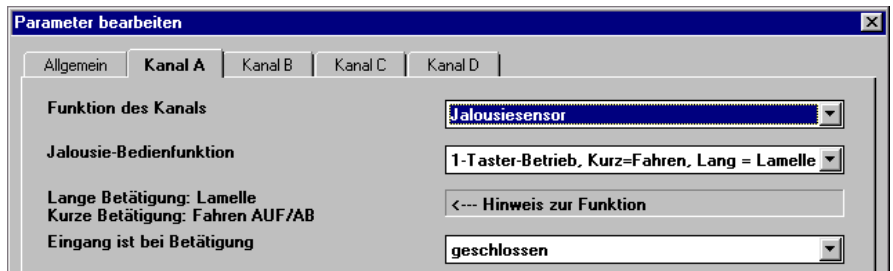 Parameter bearbeiten
Allgemein Kanal A Kanal B Kanal C Kanal D
Funktion des Kanals Jalousiesensor
Jalousie-Bedienfunktion 1-Taster-Betrieb, Kurz=Fahren, Lang = Lamelle
Lange Betätigung: Lamelle
Kurze Betätigung: Fahren AUF/AB <--- Hinweis zur Funktion
Eingang ist bei Betätigung geschlossen